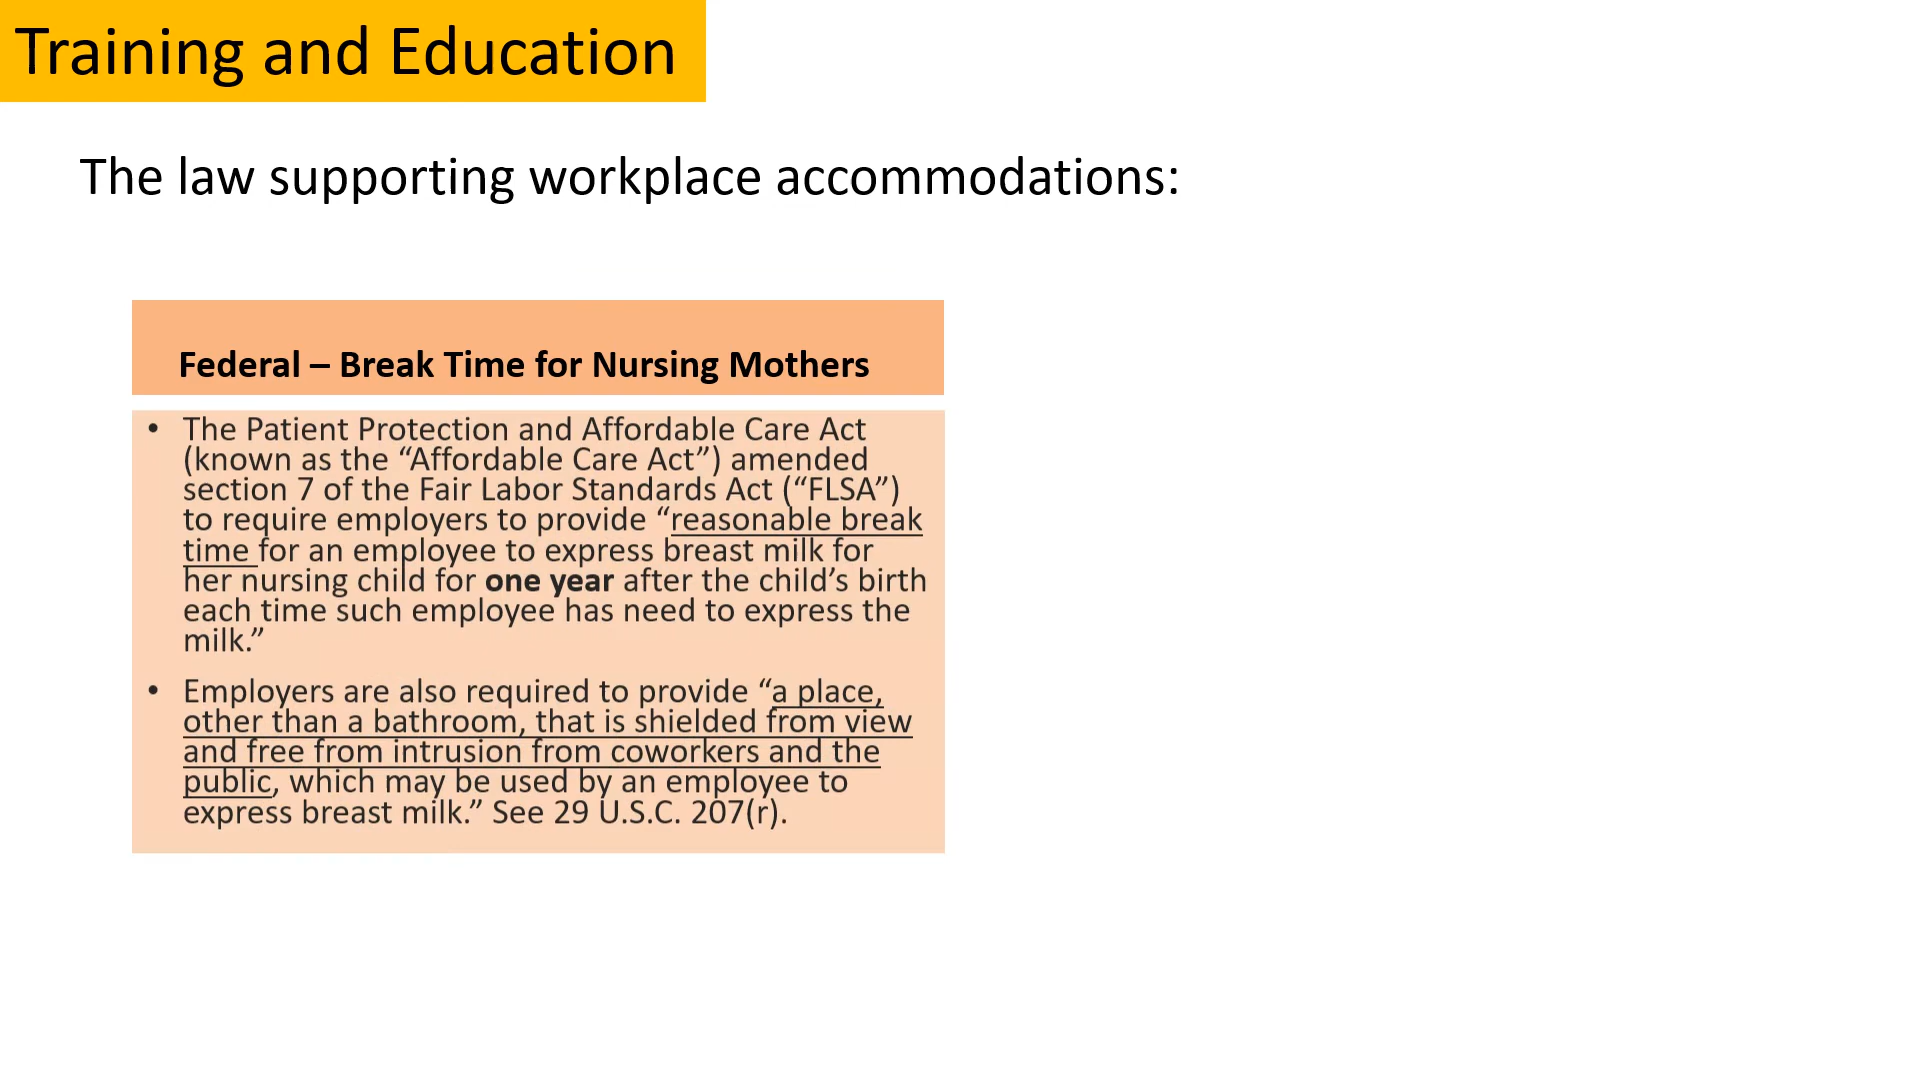 Training and Education
The law supporting workplace accommodations:
Federal – Break Time for Nursing Mothers
• The Patient Protection and Affordable Care Act
(known as the “Affordable Care Act”) amended
section 7 of the Fair Labor Standards Act (“FLSA”)
to require employers to provide “reasonable break
time for an employee to express breast milk for
her nursing child for one year after the child’s birth
each time such employee has need to express the
milk.”
• Employers are also required to provide “a place,
other than a bathroom, that is shielded from view
and free from intrusion from coworkers and the
public, which may be used by an employee to
express breast milk.” See 29 U.S.C. 207(r).